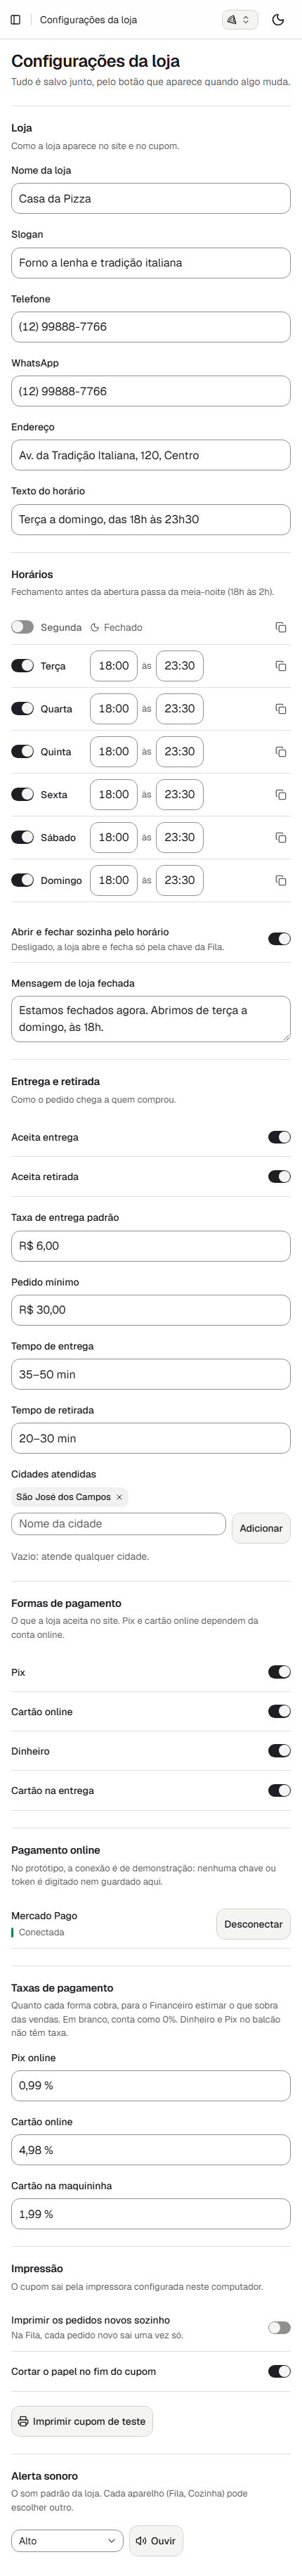 Configurações da loja
Configurações da loja
Tudo é salvo junto, pelo botão que aparece quando algo muda.
Loja
Como a loja aparece no site e no cupom.
Nome da loja
Casa da Pizza
Slogan
Forno a lenha e tradição italiana
Telefone
(12) 99888-7766
WhatsApp
(12) 99888-7766
Endereço
Av. da Tradição Italiana, 120, Centro
Texto do horário
Terça a domingo, das 18h às 23h30
Horários
Fechamento antes da abertura passa da meia-noite (18h às 2h).
Segunda Fechado
Terça 18:00 às 23:30
Quarta 18:00 às 23:30
Quinta 18:00 às 23:30
Sexta 18:00 às 23:30
Sábado 18:00 às 23:30
Domingo 18:00 às 23:30
Abrir e fechar sozinha pelo horário
Desligado, a loja abre e fecha só pela chave da Fila.
Mensagem de loja fechada
Estamos fechados agora. Abrimos de terça a
domingo, às 18h.
Entrega e retirada
Como o pedido chega a quem comprou.
Aceita entrega
Aceita retirada
Taxa de entrega padrão
R$ 6,00
Pedido mínimo
R$ 30,00
Tempo de entrega
35–50 min
Tempo de retirada
20–30 min
Cidades atendidas
São José dos Campos ×
Nome da cidade Adicionar
Vazio: atende qualquer cidade.
Formas de pagamento
O que a loja aceita no site. Pix e cartão online dependem da
conta online.
Pix
Cartão online
Dinheiro
Cartão na entrega
Pagamento online
No protótipo, a conexão é de demonstração: nenhuma chave ou
token é digitado nem guardado aqui.
Mercado Pago
Conectada
Desconectar
Taxas de pagamento
Quanto cada forma cobra, para o Financeiro estimar o que sobra
das vendas. Em branco, conta como 0%. Dinheiro e Pix no balcão
não têm taxa.
Pix online
0,99 %
Cartão online
4,98 %
Cartão na maquininha
1,99 %
Impressão
O cupom sai pela impressora configurada neste computador.
Imprimir os pedidos novos sozinho
Na Fila, cada pedido novo sai uma vez só.
Cortar o papel no fim do cupom
Imprimir cupom de teste
Alerta sonoro
O som padrão da loja. Cada aparelho (Fila, Cozinha) pode
escolher outro.
Alto Ouvir